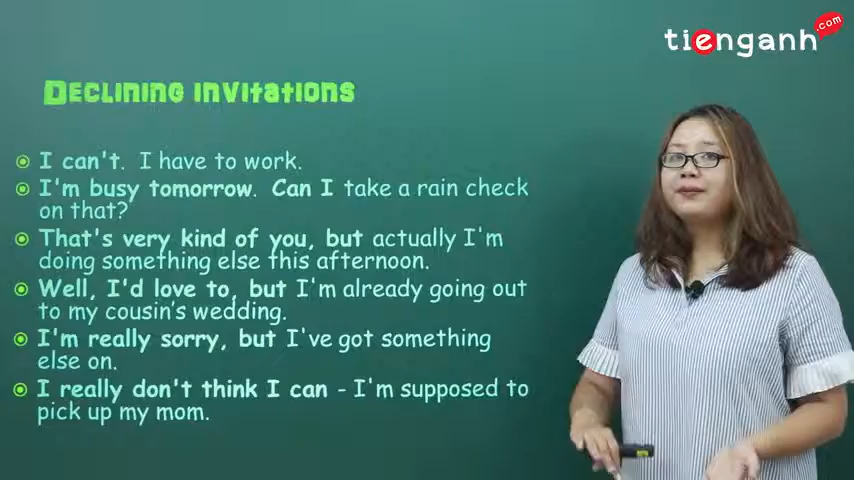 tienganh.com
Declining invitations
I can't. I have to work.
I'm busy tomorrow. Can I take a rain check
on that?
That's very kind of you, but actually I'm
doing something else this afternoon.
Well, I'd love to, but I'm already going out
to my cousin's wedding.
I'm really sorry, but I've got something
else on.
I really don't think I can - I'm supposed to
pick up my mom.